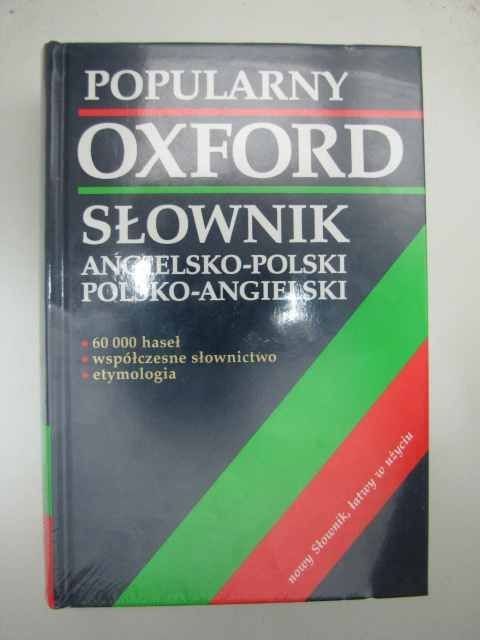 POPULARNY
OXFORD
SŁOWNIK
ANGIELSKO-POLSKI
POLSKO-ANGIELSKI
• 60 000 haseł
• współczesne słownictwo
• etymologia
nowy Słownik, łatwy w użyciu